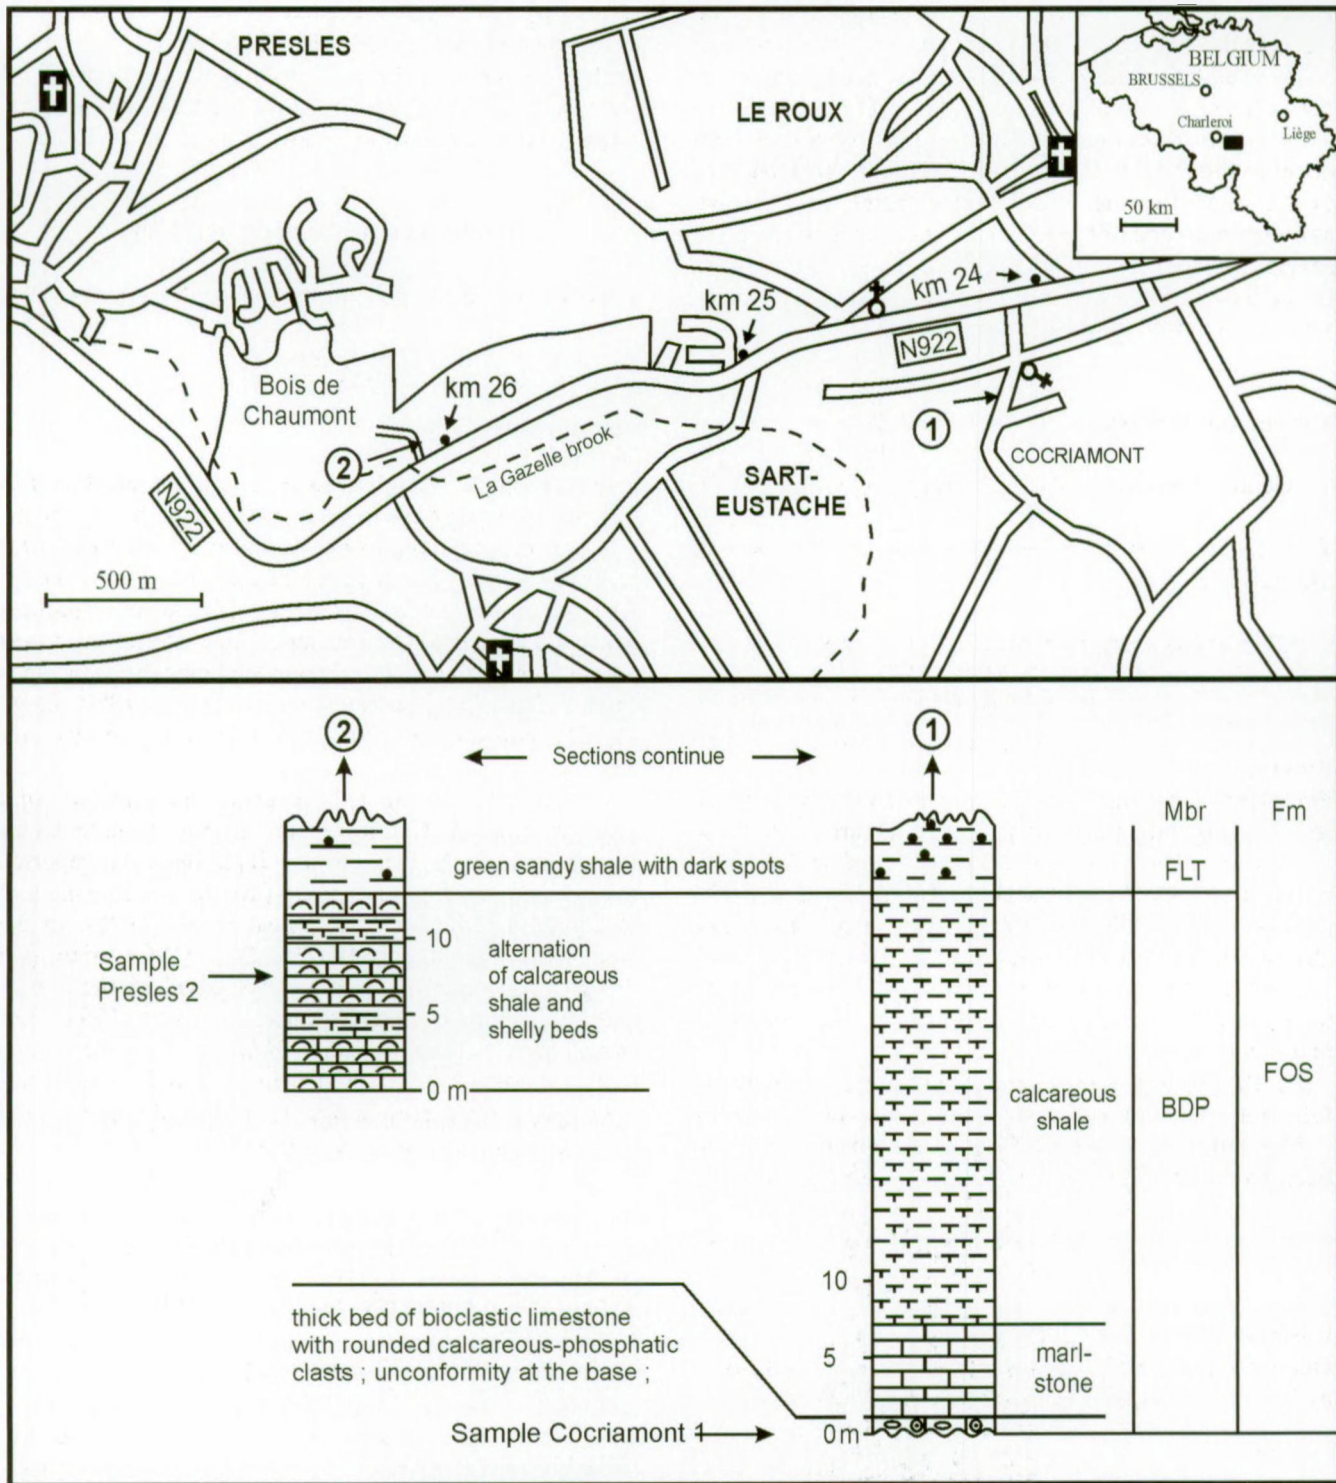 PRESLES
LE ROUX
BELGIUM
BRUSSELS
Charleroi
Liège
50 km
km 24
km 25
N922
km 26
Bois de
Chaumont
1
2
La Gazelle brook
COCRIAMONT
SART-
EUSTACHE
N922
500 m
2
Sections continue
1
Mbr
Fm
green sandy shale with dark spots
FLT
10
alternation
of calcareous
shale and
shelly beds
Sample
Presles 2
5
0 m
calcareous
shale
BDP
FOS
10
thick bed of bioclastic limestone
with rounded calcareous-phosphatic
clasts ; unconformity at the base ;
5
marl-
stone
Sample Cocriamont 1
0 m